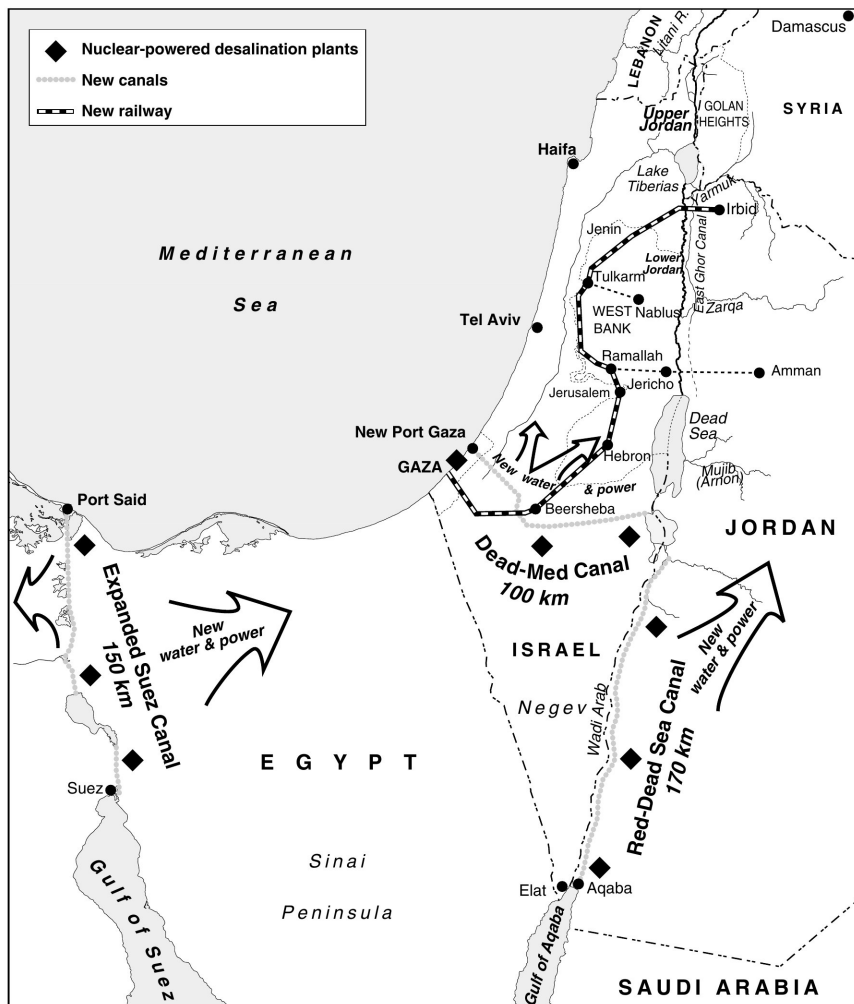 Nuclear-powered desalination plants
New canals
New railway
Damascus
LEBANON
Litani R.
GOLAN
HEIGHTS
SYRIA
Upper
Jordan
Haifa
Lake
Tiberias
Yarmuk
Irbid
Mediterranean
Sea
Jenin
Lower
Jordan
East Ghor Canal
Tulkarm
WEST
BANK
Nablus
Zarqa
Tel Aviv
Ramallah
Jericho
Amman
Jerusalem
Dead
Sea
New Port Gaza
GAZA
New water
& power
Hebron
Mujib
(Arnon)
Port Said
Beersheba
JORDAN
Dead-Med Canal
100 km
Expanded Suez Canal
150 km
New
water & power
New
water & power
ISRAEL
Negev
Wadi Arab
Red-Dead Sea Canal
170 km
EGYPT
Suez
Sinai
Peninsula
Gulf of Suez
Elat
Aqaba
Gulf of Aqaba
SAUDI ARABIA